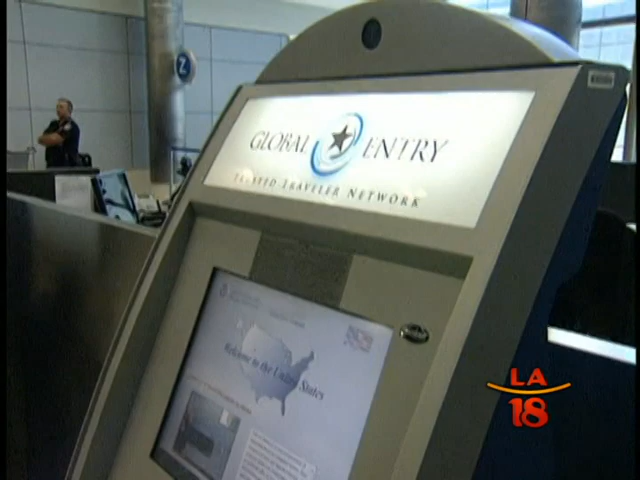 Z
GLOBAL ENTRY
TRUSTED TRAVELER NETWORK
Welcome to the United States
LA
18